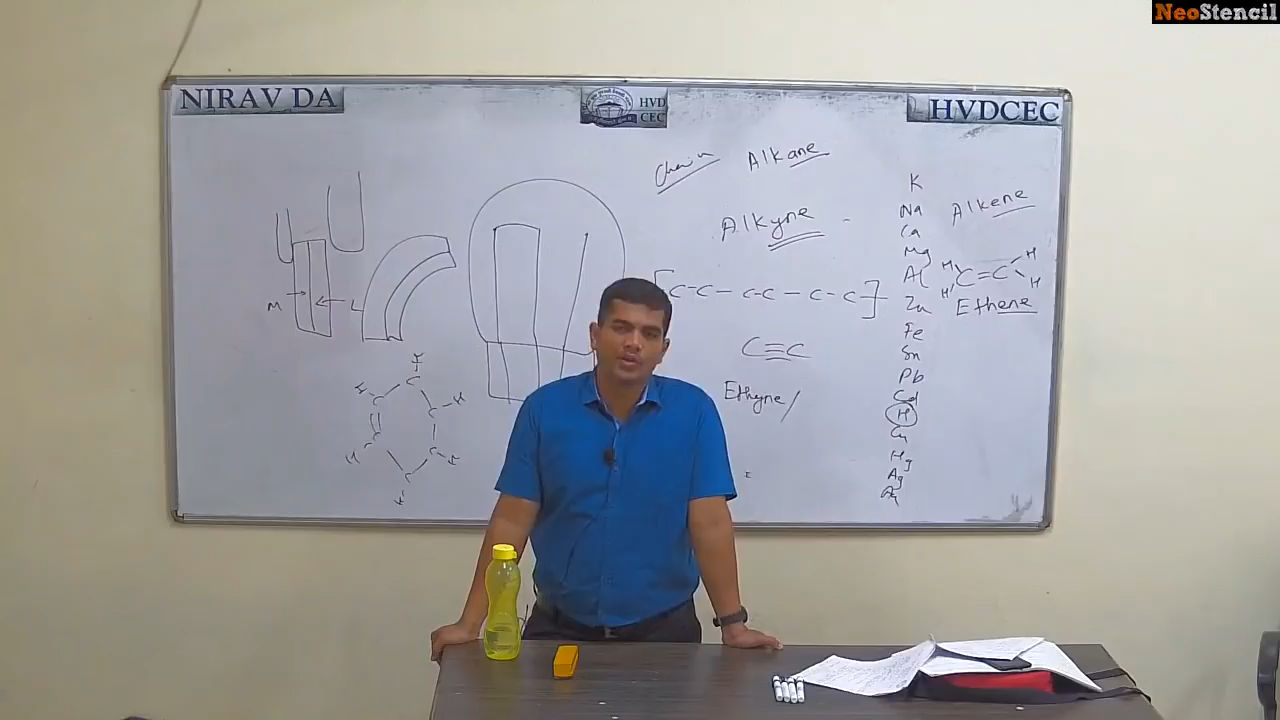 NeoStencil
NIRAV DA
HVD
CEC
HVDCEC
Chain
Alkane
Alkyne
Alkene
K
Na
Ca
Mg
Al
Zn
Fe
Sn
Pb
Cd
H
Cu
Hg
Ag
[C-C-C-C-C-C]
C≡C
Ethyne/
H H
C=C
H H
Ethene
M
L
H
C
H C C H
H C C H
C
H